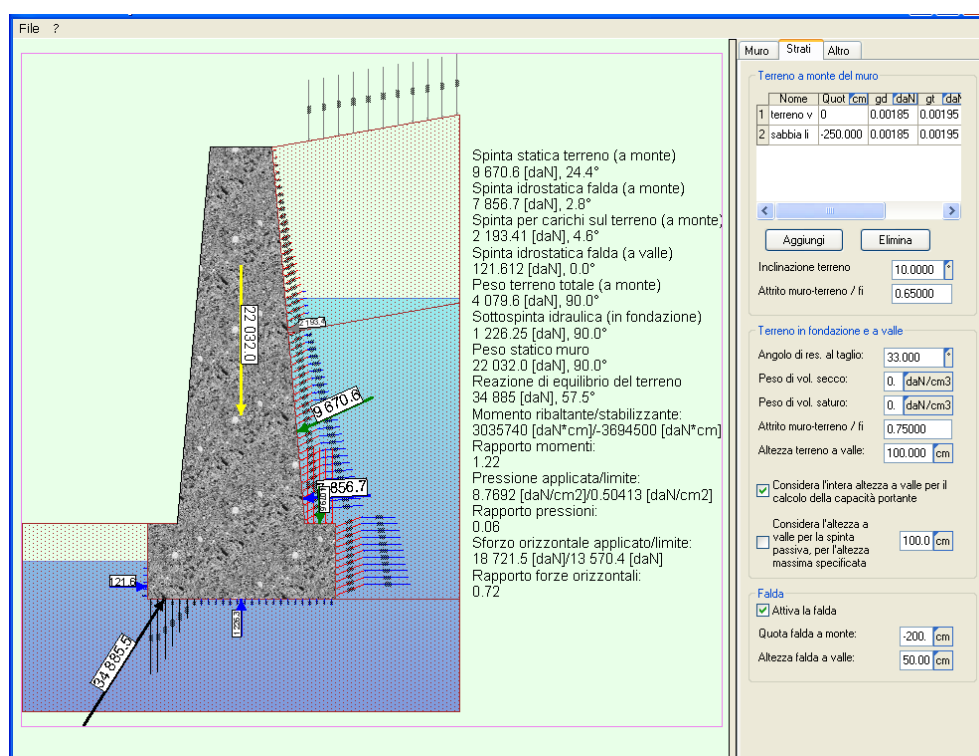 File ?
Muro Strati Altro
Terreno a monte del muro
Nome Quot cm gd daN gt
1 terreno v 0 0.00185 0.00195
2 sabbia li -250.000 0.00185 0.00195
Aggiungi Elimina
Inclinazione terreno 10.0000 °
Attrito muro-terreno / fi 0.65000
Terreno in fondazione e a valle
Angolo di res. al taglio: 33.000 °
Peso di vol. secco: 0. daN/cm3
Peso di vol. saturo: 0. daN/cm3
Attrito muro-terreno / fi 0.75000
Altezza terreno a valle: 100.000 cm
Considera l'intera altezza a valle per il
calcolo della capacità portante
Considera l'altezza a
valle per la spinta
passiva, per l'altezza
massima specificata
100.0 cm
Falda
Attiva la falda
Quota falda a monte: -200. cm
Altezza falda a valle: 50.00 cm
Spinta statica terreno (a monte)
9 670.6 [daN], 24.4°
Spinta idrostatica falda (a monte)
7 856.7 [daN], 2.8°
Spinta per carichi sul terreno (a monte)
2 193.41 [daN], 4.6°
Spinta idrostatica falda (a valle)
121.612 [daN], 0.0°
Peso terreno totale (a monte)
4 079.6 [daN], 90.0°
Sottospinta idraulica (in fondazione)
1 226.25 [daN], 90.0°
Peso statico muro
22 032.0 [daN], 90.0°
Reazione di equilibrio del terreno
34 885 [daN], 57.5°
Momento ribaltante/stabilizzante:
3035740 [daN*cm]/-3694500 [daN*cm]
Rapporto momenti:
1.22
Pressione applicata/limite:
8.7692 [daN/cm2]/0.50413 [daN/cm2]
Rapporto pressioni:
0.06
Sforzo orizzontale applicato/limite:
18 721.5 [daN]/13 570.4 [daN]
Rapporto forze orizzontali:
0.72
22 032.0
2 193.4
9 670.6
856.7
4 079.6
121.6
1 226.3
34 885.5